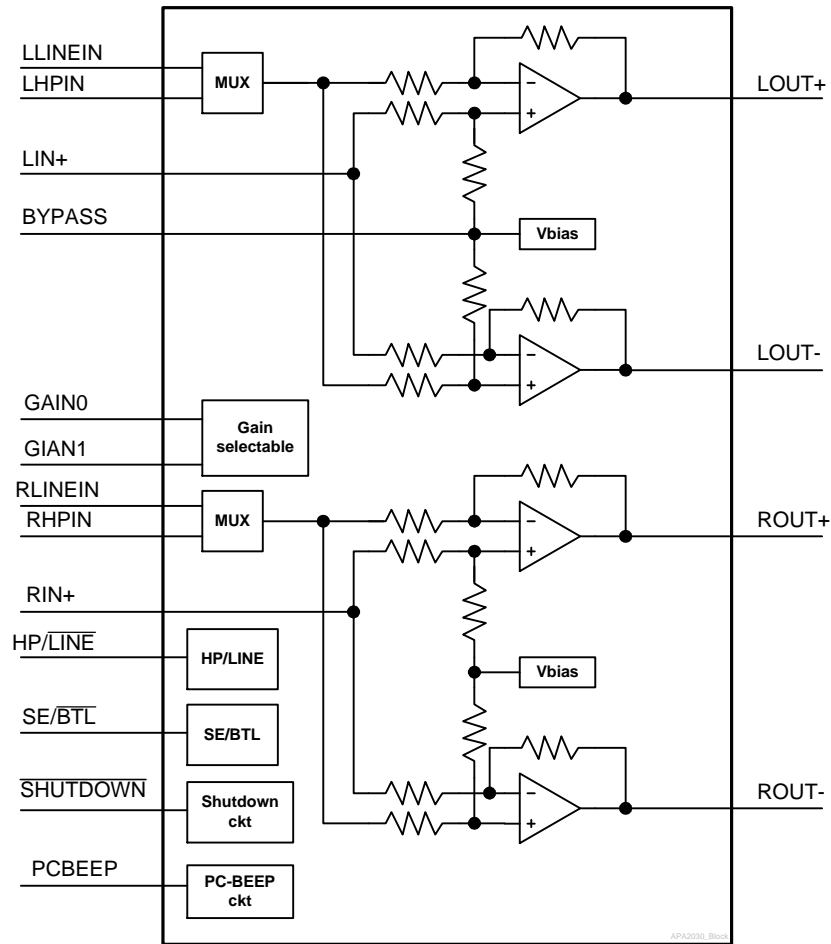 LLINEIN
LHPIN
MUX
LOUT+
LIN+
BYPASS
Vbias
LOUT-
GAIN0
Gain
selectable
GIAN1
RLINEIN
RHPIN
MUX
ROUT+
RIN+
HP/LINE
HP/LINE
Vbias
SE/BTL
SE/BTL
SHUTDOWN
Shutdown
ckt
ROUT-
PCBEEP
PC-BEEP
ckt
APA2030_Block
- 
+
-
+
-
+
-
+